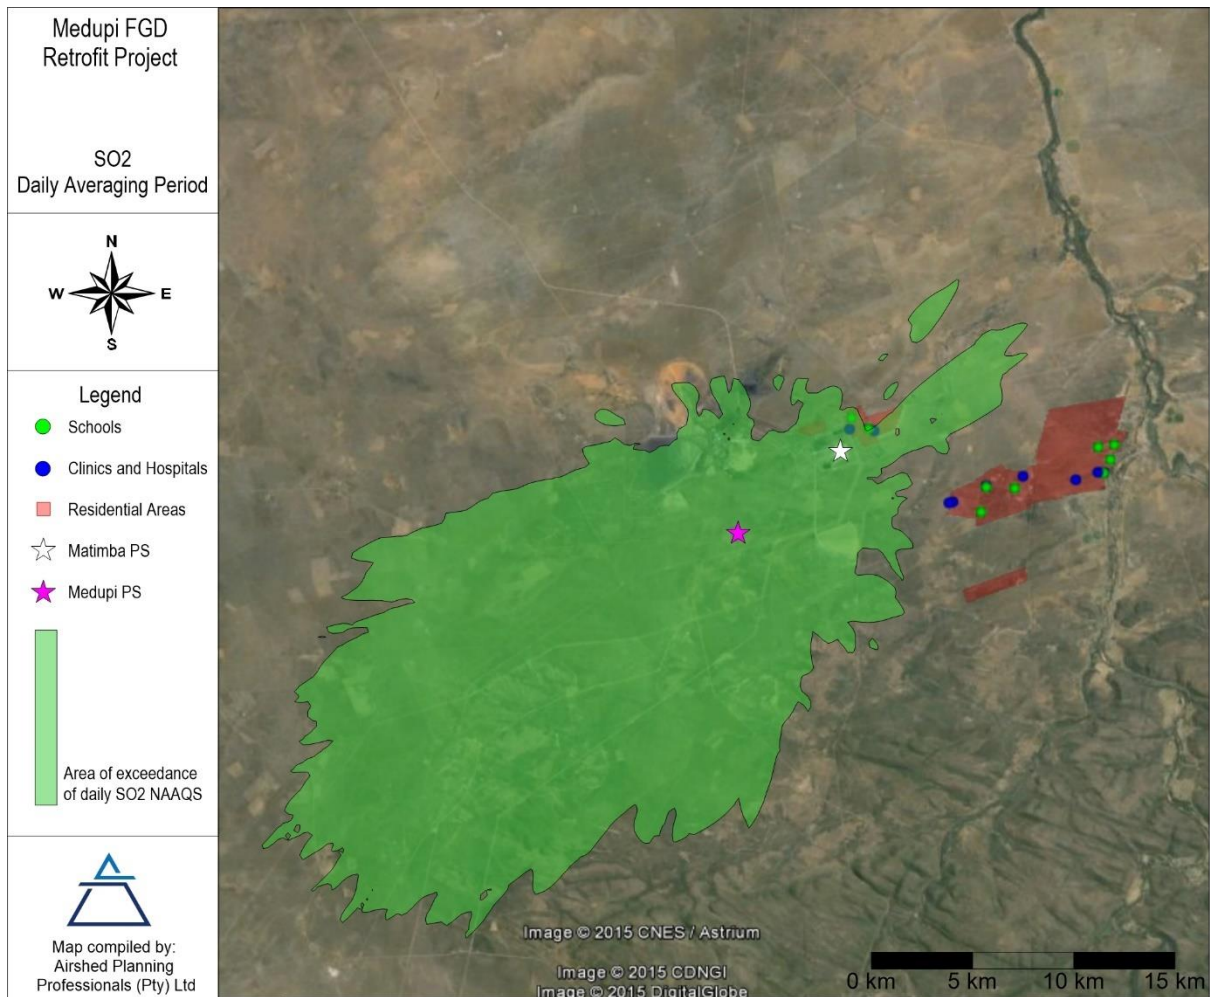 Medupi FGD
Retrofit Project
SO2
Daily Averaging Period
N
W
E
S
Legend
Schools
Clinics and Hospitals
Residential Areas
Matimba PS
Medupi PS
Area of exceedance
of daily SO2 NAAQS
Map compiled by:
Airshed Planning
Professionals (Pty) Ltd
Image © 2015 CNES / Astrium
Image © 2015 CDNGI
Image © 2015 DigitalGlobe
0 km
5 km
10 km
15 km